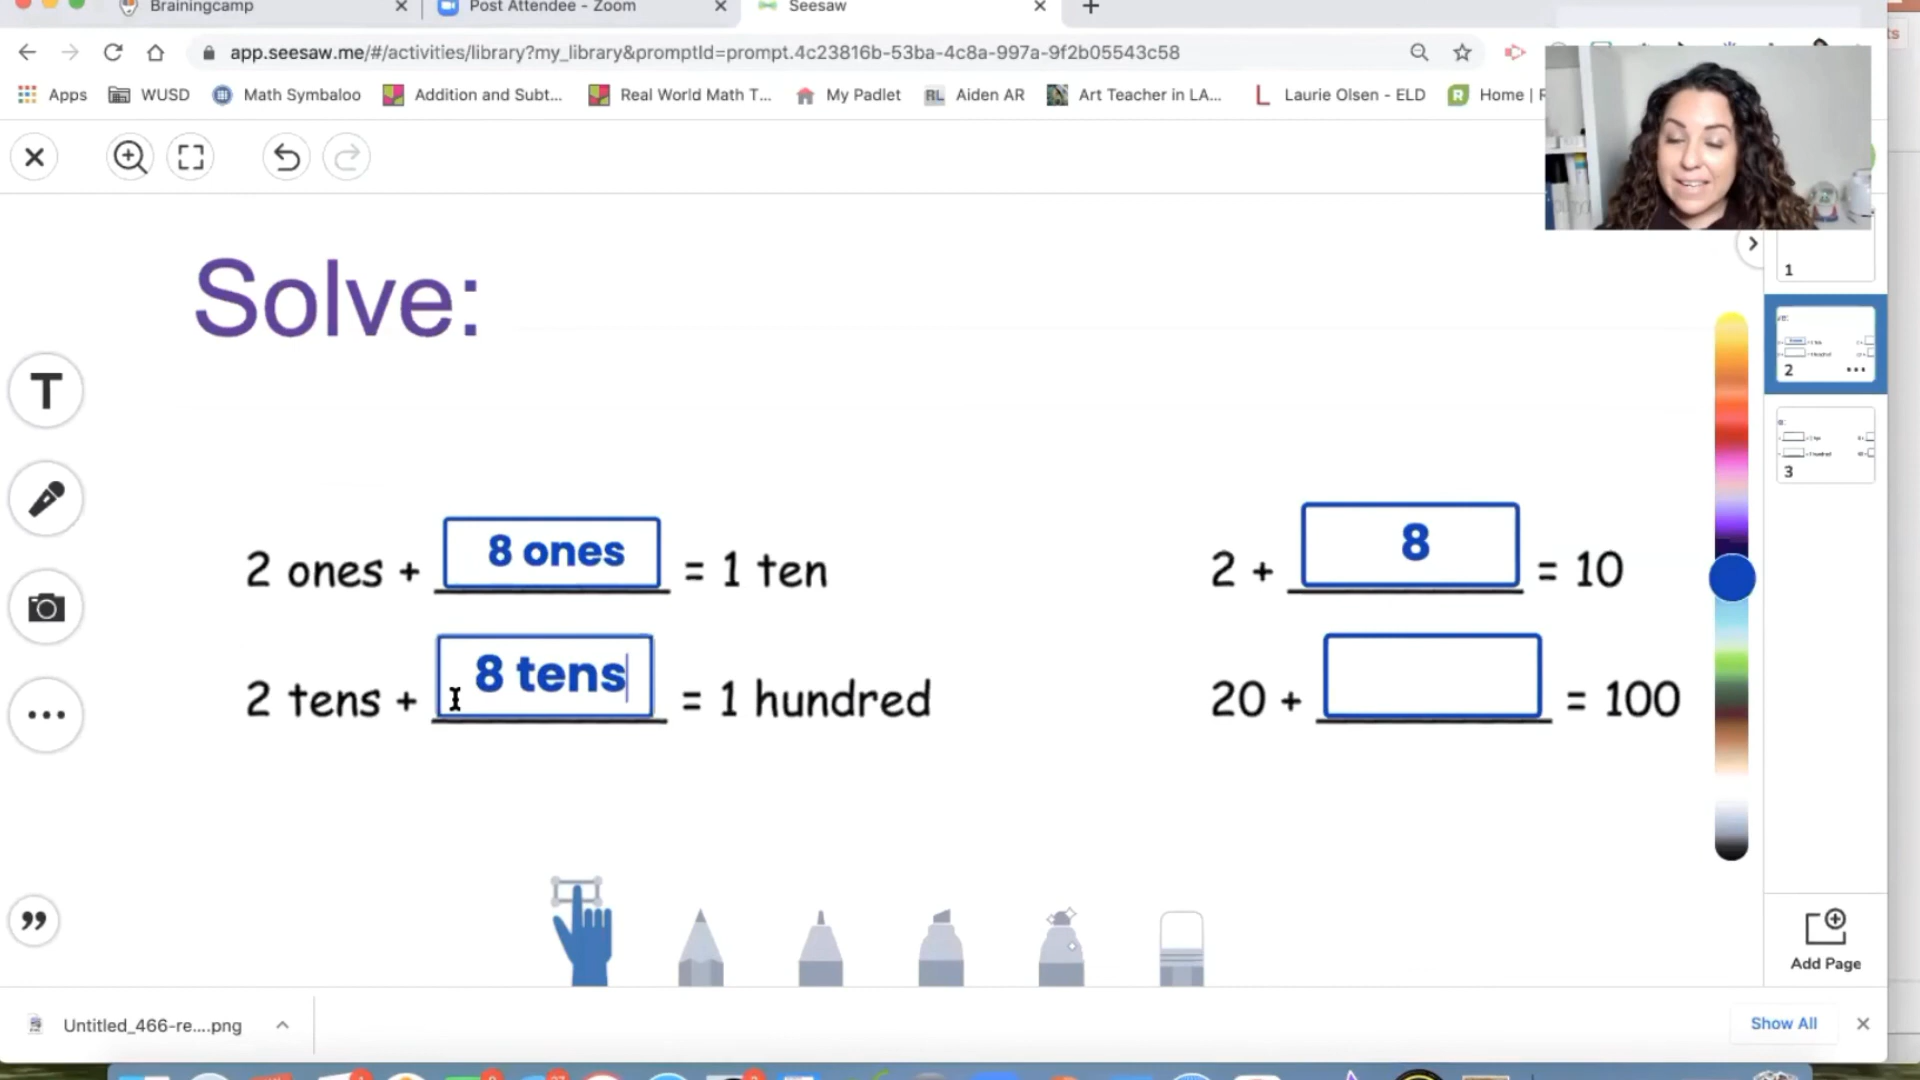 Brainingcamp
Post Attendee - Zoom
Seesaw
app.seesaw.me/#/activities/library?my_library&promptId=prompt.4c23816b-53ba-4c8a-997a-9f2b05543c58
Apps WUSD Math Symbaloo Addition and Subt... Real World Math T... My Padlet RL Aiden AR Art Teacher in LA... L Laurie Olsen - ELD R Home |
Solve:
T
2 ones + 8 ones = 1 ten
2 + 8 = 10
2 tens + 8 tens = 1 hundred
20 + = 100
1
2
3
Add Page
Untitled_466-re....png
Show All